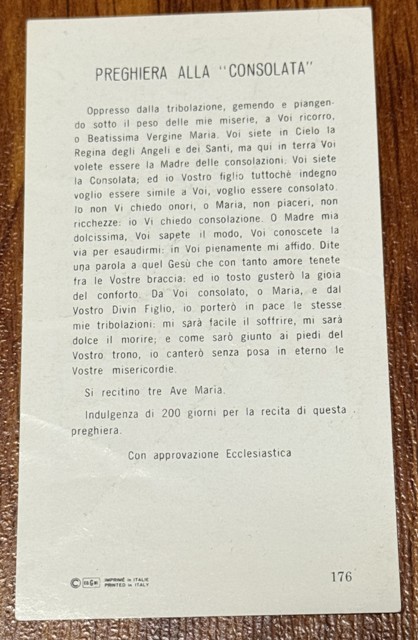 PREGHIERA ALLA "CONSOLATA"
Oppresso dalla tribolazione, gemendo e piangen-
do sotto il peso delle mie miserie, a Voi ricorro,
o Beatissima Vergine Maria. Voi siete in Cielo la
Regina degli Angeli e dei Santi, ma qui in terra Voi
volete essere la Madre delle consolazioni. Voi siete
la Consolata; ed io Vostro figlio tuttochè indegno
voglio essere simile a Voi, voglio essere consolato.
Io non Vi chiedo onori, o Maria, non piaceri, non
ricchezze: io Vi chiedo consolazione. O Madre mia
dolcissima, Voi sapete il modo, Voi conoscete la
via per esaudirmi: in Voi pienamente mi affido. Dite
una parola a quel Gesù che con tanto amore tenete
fra le Vostre braccia: ed io tosto gusterò la gioia
del conforto. Da Voi consolato, o Maria, e dal
Vostro Divin Figlio, io porterò in pace le stesse
mie tribolazioni: mi sarà facile il soffrire, mi sarà
dolce il morire; e come sarò giunto ai piedi del
Vostro trono, io canterò senza posa in eterno le
Vostre misericordie.
Si recitino tre Ave Maria.
Indulgenza di 200 giorni per la recita di questa
preghiera.
Con approvazione Ecclesiastica
© IMPRIMÉ in ITALIE
PRINTED in ITALY
176